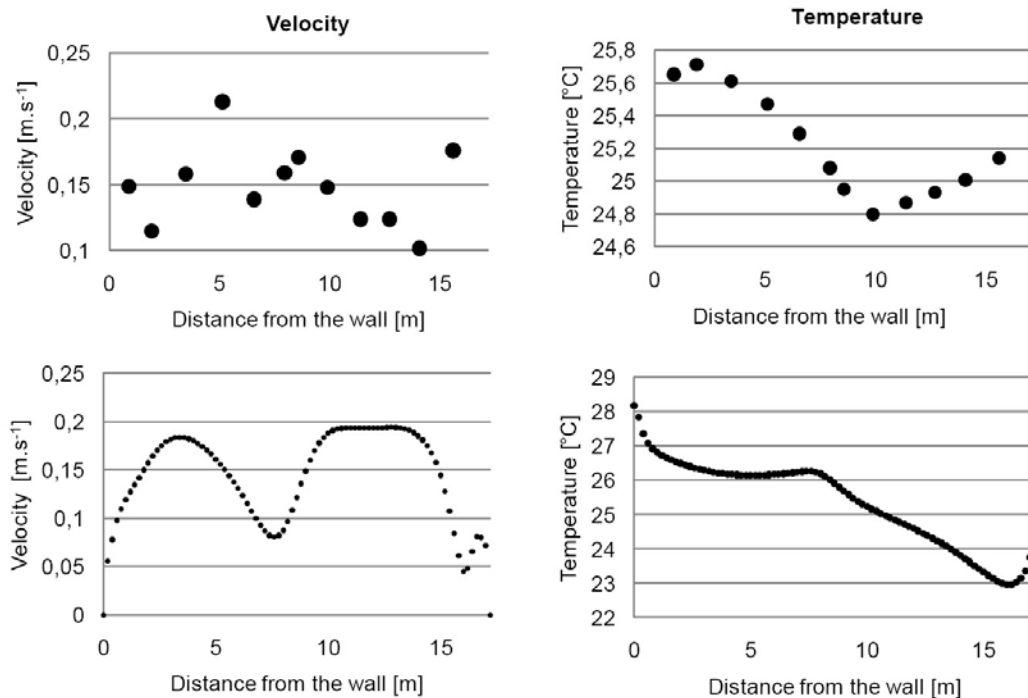 Velocity
Velocity [m.s⁻¹]
0,25
0,2
0,15
0,1
0 5 10 15
Distance from the wall [m]
Temperature
Temperature [°C]
25,8
25,6
25,4
25,2
25
24,8
24,6
0 5 10 15
Distance from the wall [m]
Velocity [m.s⁻¹]
0,25
0,2
0,15
0,1
0,05
0
0 5 10 15
Distance from the wall [m]
Temperature [°C]
29
28
27
26
25
24
23
22
0 5 10 15
Distance from the wall [m]